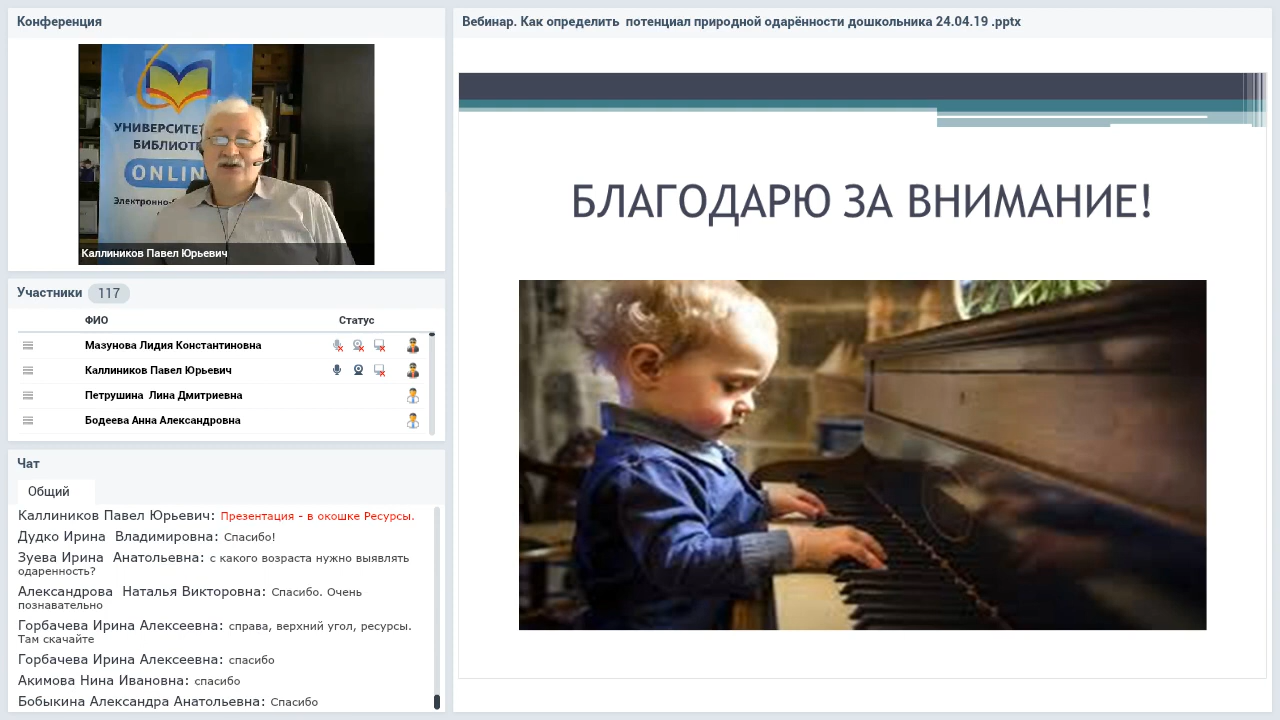 Конференция
УНИВЕРСИТЕ
БИБЛИОТ
ONLIN
Электронно-
Каллиников Павел Юрьевич
Участники 117
ФИО Статус
Мазунова Лидия Константиновна
Каллиников Павел Юрьевич
Петрушина Лина Дмитриевна
Бодеева Анна Александровна
Чат
Общий
Каллиников Павел Юрьевич: Презентация - в окошке Ресурсы.
Дудко Ирина Владимировна: Спасибо!
Зуева Ирина Анатольевна: с какого возраста нужно выявлять
одаренность?
Александрова Наталья Викторовна: Спасибо. Очень
познавательно
Горбачева Ирина Алексеевна: справа, верхний угол, ресурсы.
Там скачайте
Горбачева Ирина Алексеевна: спасибо
Акимова Нина Ивановна: спасибо
Бобыкина Александра Анатольевна: Спасибо
Вебинар. Как определить потенциал природной одарённости дошкольника 24.04.19 .pptx
БЛАГОДАРЮ ЗА ВНИМАНИЕ!